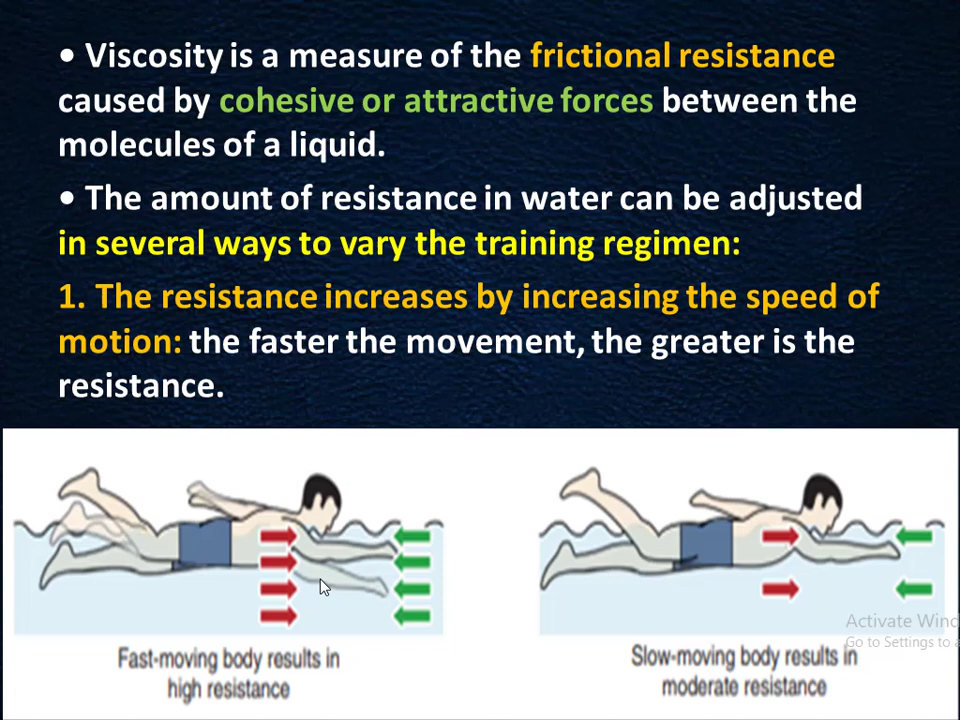 • Viscosity is a measure of the frictional resistance
caused by cohesive or attractive forces between the
molecules of a liquid.
• The amount of resistance in water can be adjusted
in several ways to vary the training regimen:
1. The resistance increases by increasing the speed of
motion: the faster the movement, the greater is the
resistance.
Fast-moving body results in
high resistance
Slow-moving body results in
moderate resistance
Activate Wind
Go to Settings to a